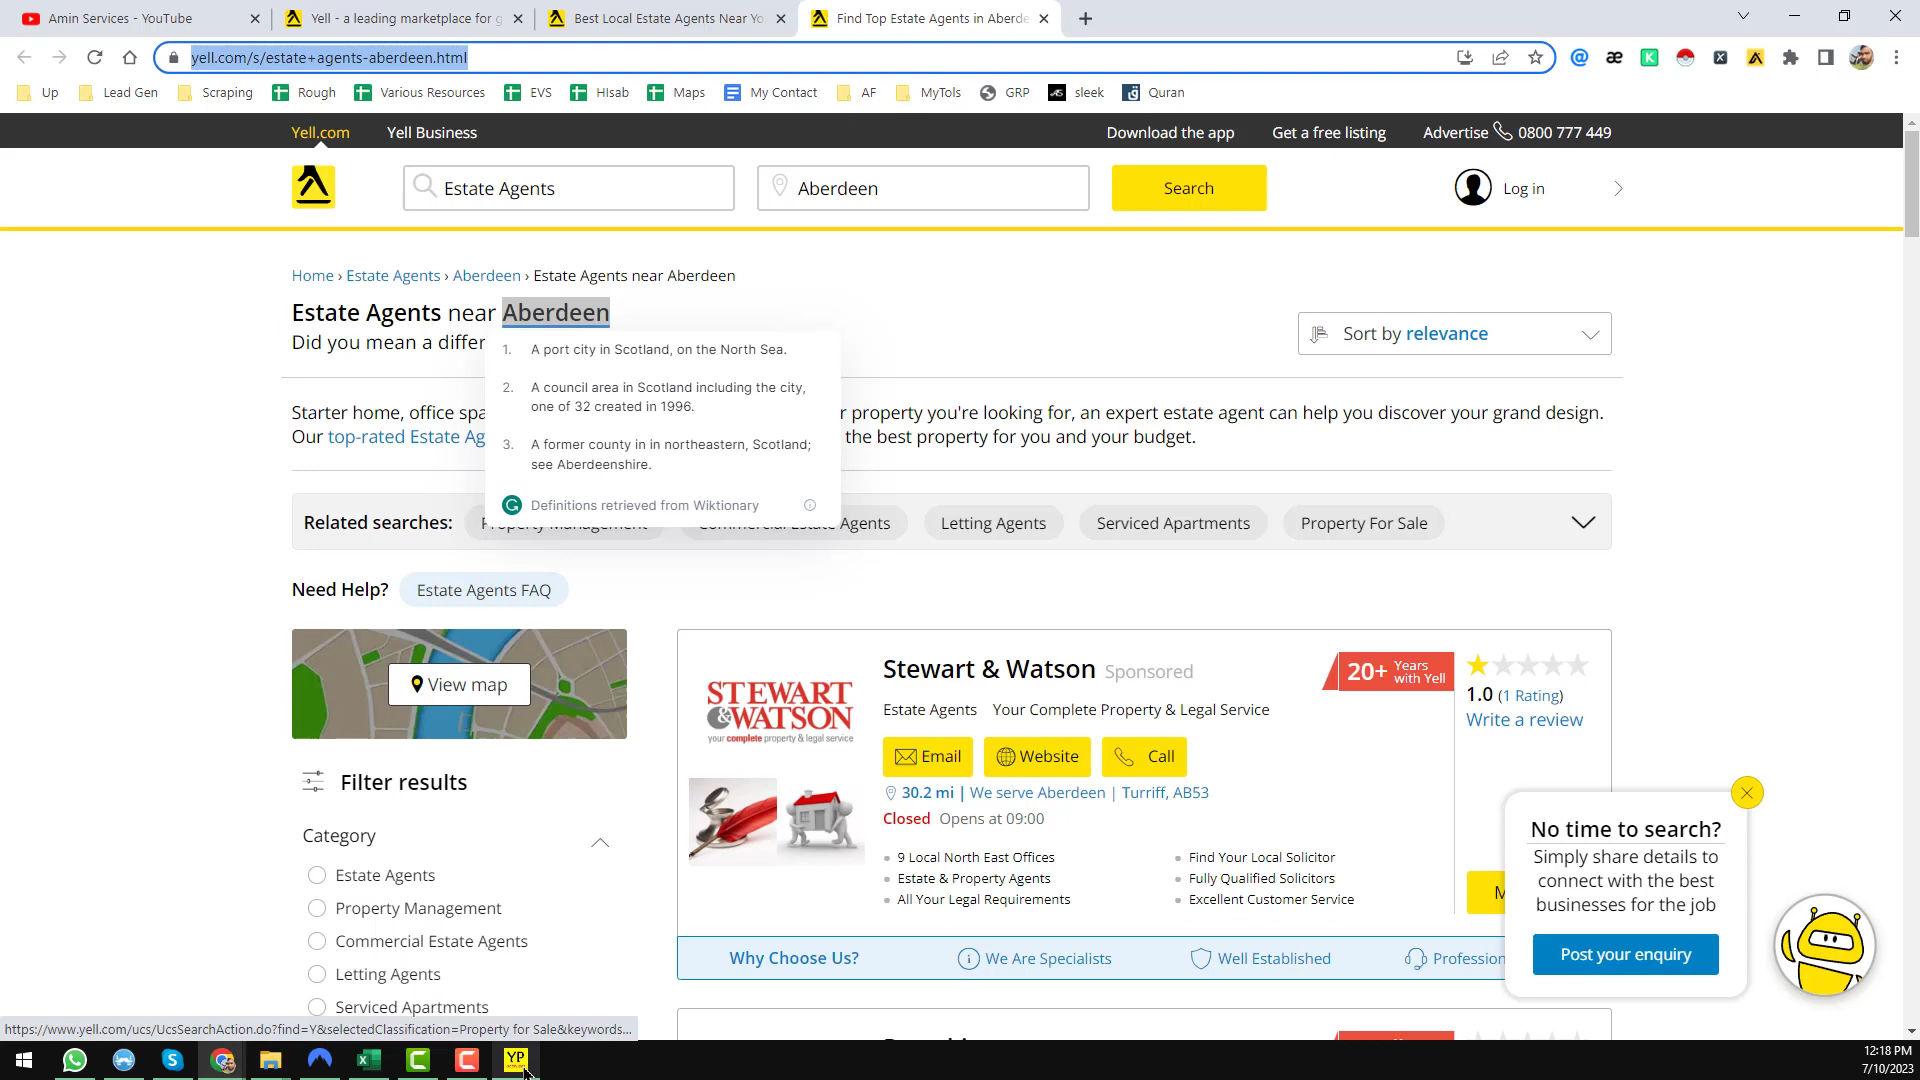 Amin Services - YouTube
Yell - a leading marketplace for g
Best Local Estate Agents Near Yo
Find Top Estate Agents in Aberde
yell.com/s/estate+agents-aberdeen.html
Up
Lead Gen
Scraping
Rough
Various Resources
EVS
HIsab
Maps
My Contact
AF
MyTols
GRP
sleek
Quran
Yell.com
Yell Business
Download the app
Get a free listing
Advertise 0800 777 449
Estate Agents
Aberdeen
Search
Log in
Home › Estate Agents › Aberdeen › Estate Agents near Aberdeen
Estate Agents near Aberdeen
Did you mean a differ
Sort by relevance
1. A port city in Scotland, on the North Sea.
2. A council area in Scotland including the city,
one of 32 created in 1996.
3. A former county in in northeastern, Scotland;
see Aberdeenshire.
Definitions retrieved from Wiktionary
Starter home, office spa r property you're looking for, an expert estate agent can help you discover your grand design.
Our top-rated Estate Ag the best property for you and your budget.
Related searches:
Agents
Letting Agents
Serviced Apartments
Property For Sale
Need Help?
Estate Agents FAQ
View map
Filter results
Category
Estate Agents
Property Management
Commercial Estate Agents
Letting Agents
Serviced Apartments
STEWART
&WATSON
your complete property & legal service
Stewart & Watson Sponsored
Estate Agents Your Complete Property & Legal Service
Email
Website
Call
30.2 mi | We serve Aberdeen | Turriff, AB53
Closed Opens at 09:00
9 Local North East Offices
Estate & Property Agents
All Your Legal Requirements
Find Your Local Solicitor
Fully Qualified Solicitors
Excellent Customer Service
20+ Years
with Yell
1.0 (1 Rating)
Write a review
M
Why Choose Us?
We Are Specialists
Well Established
Profession
No time to search?
Simply share details to
connect with the best
businesses for the job
Post your enquiry
https://www.yell.com/ucs/UcsSearchAction.do?find=Y&selectedClassification=Property for Sale&keywords...
YP
12:18 PM
7/10/2023